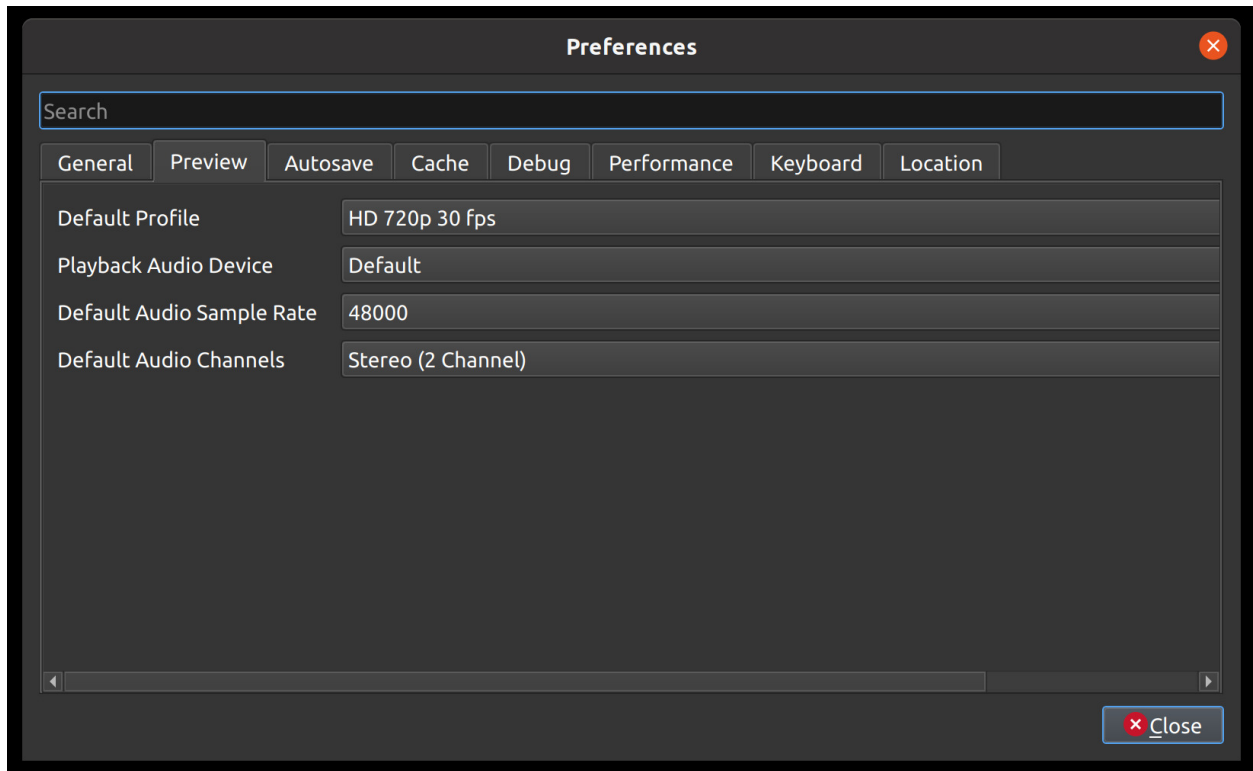 Preferences
Search
General Preview Autosave Cache Debug Performance Keyboard Location
Default Profile HD 720p 30 fps
Playback Audio Device Default
Default Audio Sample Rate 48000
Default Audio Channels Stereo (2 Channel)
Close